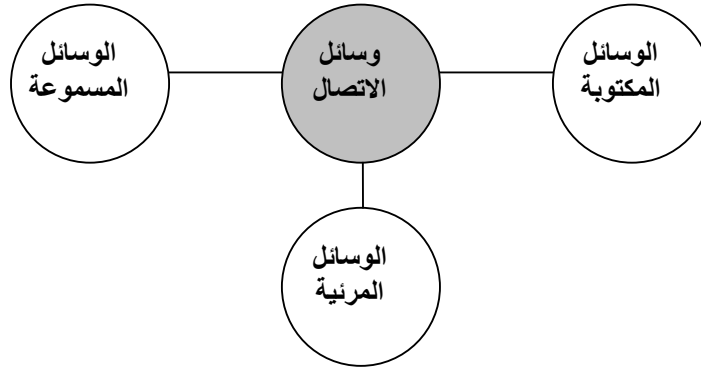 الوسائل
المكتوبة
وسائل
الاتصال
الوسائل
المسموعة
الوسائل
المرئية